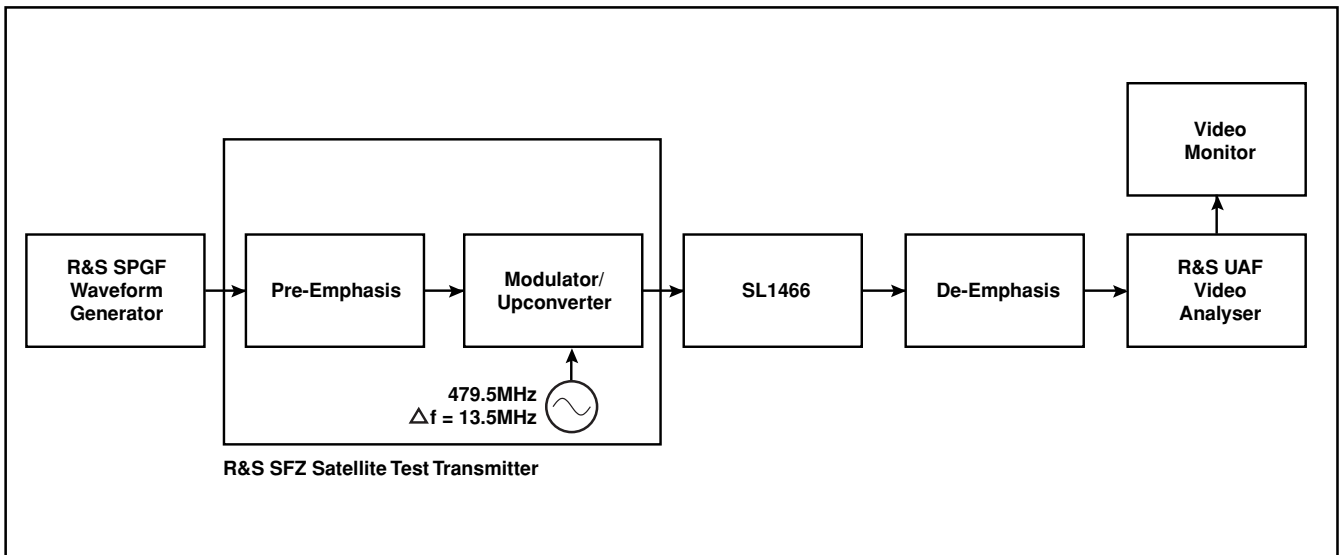 Video
Monitor
R&S SPGF
Waveform
Generator
Pre-Emphasis
Modulator/
Upconverter
SL1466
De-Emphasis
R&S UAF
Video
Analyser
479.5MHz
△f = 13.5MHz
R&S SFZ Satellite Test Transmitter